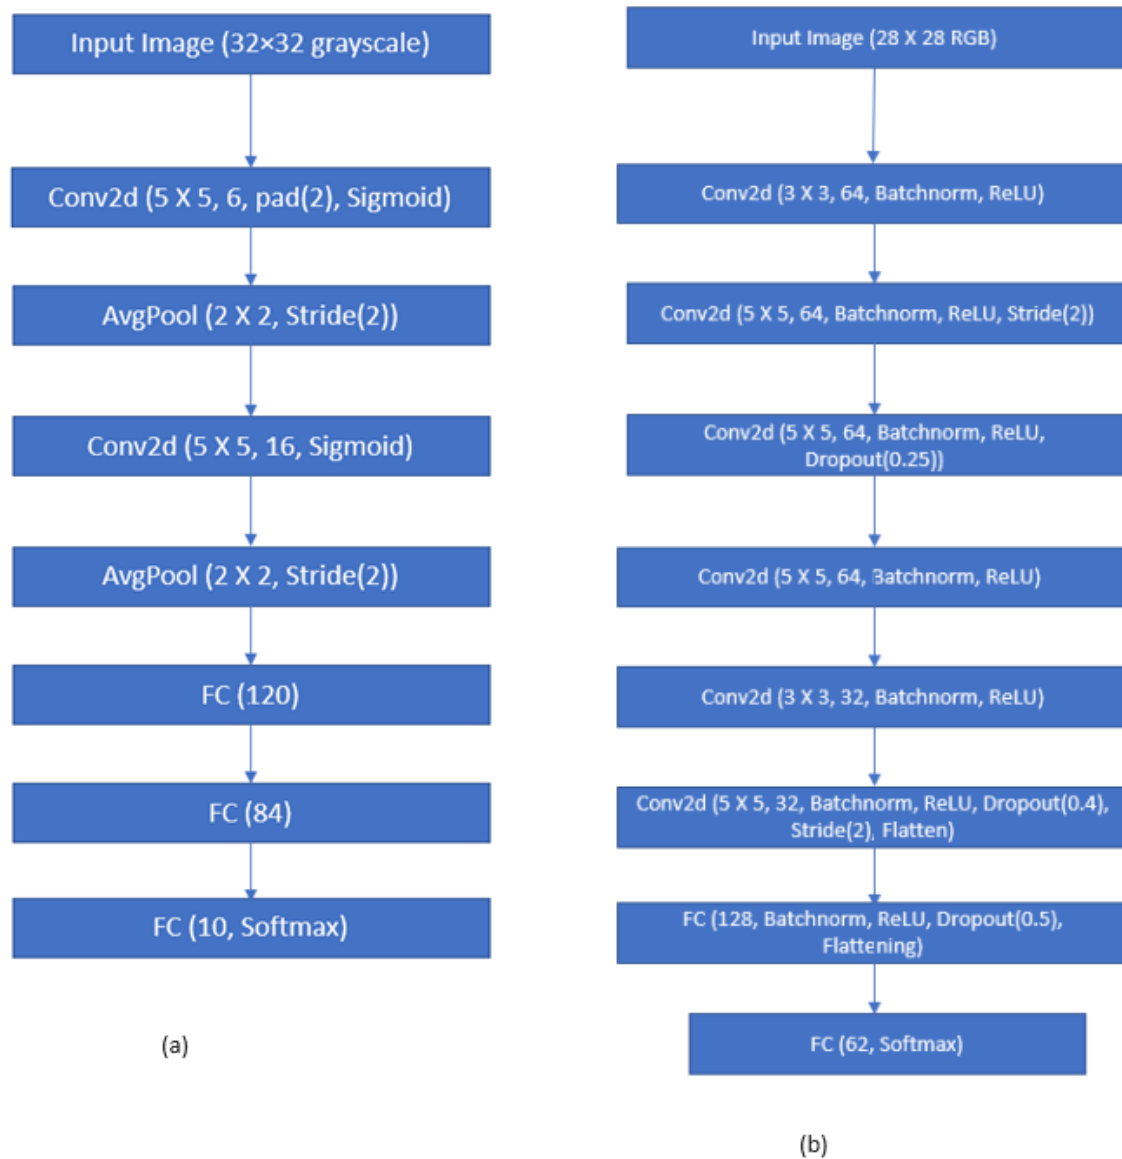 Input Image (32×32 grayscale)
Conv2d (5 X 5, 6, pad(2), Sigmoid)
AvgPool (2 X 2, Stride(2))
Conv2d (5 X 5, 16, Sigmoid)
AvgPool (2 X 2, Stride(2))
FC (120)
FC (84)
FC (10, Softmax)
(a)
Input Image (28 X 28 RGB)
Conv2d (3 X 3, 64, Batchnorm, ReLU)
Conv2d (5 X 5, 64, Batchnorm, ReLU, Stride(2))
Conv2d (5 X 5, 64, Batchnorm, ReLU,
Dropout(0.25))
Conv2d (5 X 5, 64, Batchnorm, ReLU)
Conv2d (3 X 3, 32, Batchnorm, ReLU)
Conv2d (5 X 5, 32, Batchnorm, ReLU, Dropout(0.4),
Stride(2), Flatten)
FC (128, Batchnorm, ReLU, Dropout(0.5),
Flattening)
FC (62, Softmax)
(b)